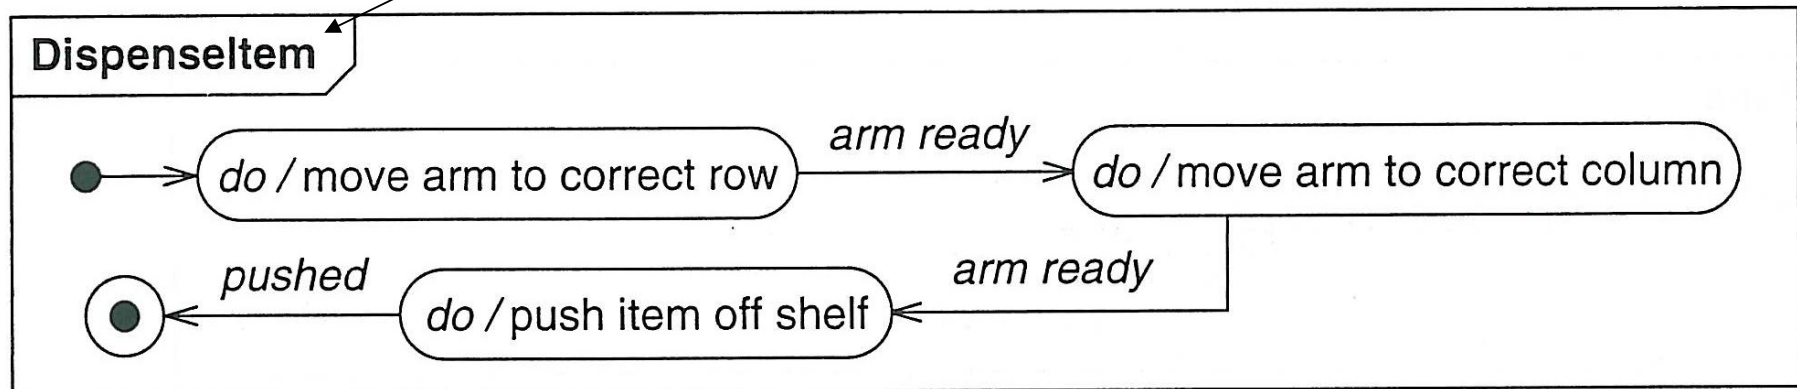 DispenseItem
do / move arm to correct row
arm ready
do / move arm to correct column
arm ready
do / push item off shelf
pushed